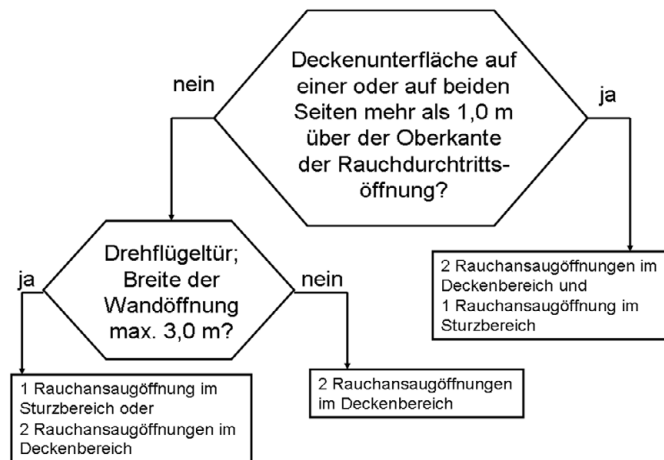 Deckenunterfläche auf
einer oder auf beiden
Seiten mehr als 1,0 m
über der Oberkante
der Rauchdurchtritts-
öffnung?
nein
ja
Drehflügeltür;
Breite der
Wandöffnung
max. 3,0 m?
ja
nein
2 Rauchansaugöffnungen im
Deckenbereich und
1 Rauchansaugöffnung im
Sturzbereich
1 Rauchansaugöffnung im
Sturzbereich oder
2 Rauchansaugöffnungen im
Deckenbereich
2 Rauchansaugöffnungen
im Deckenbereich